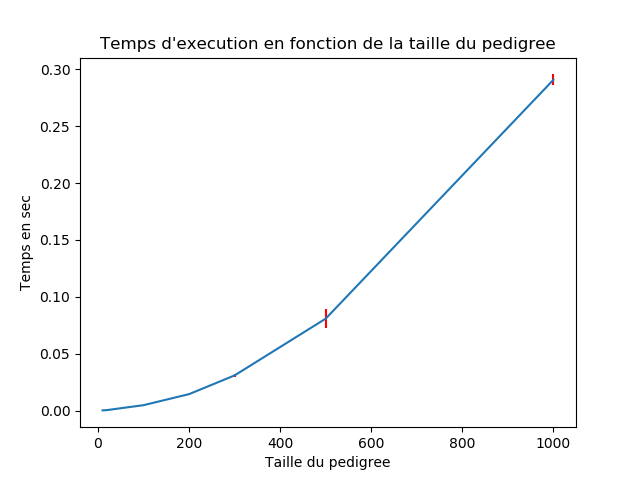 Temps d'execution en fonction de la taille du pedigree
0.30
0.25
0.20
0.15
0.10
0.05
0.00
Temps en sec
0 200 400 600 800 1000
Taille du pedigree